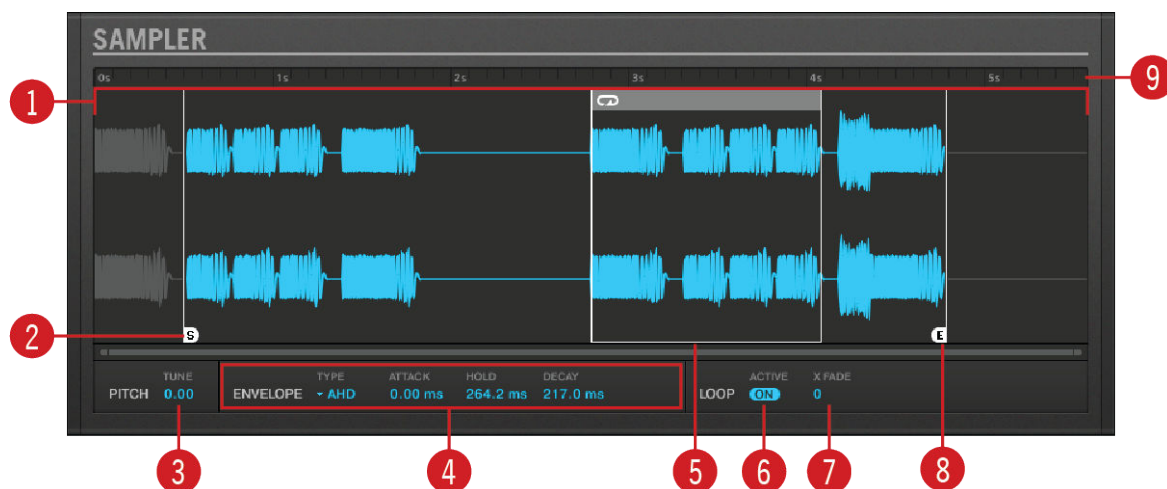 SAMPLER
0s 1s 2s 3s 4s 5s
9
1
2
S E
TUNE TYPE ATTACK HOLD DECAY ACTIVE X FADE
PITCH 0.00 ENVELOPE AHD 0.00 ms 264.2 ms 217.0 ms LOOP ON 0
3 4 5 6 7 8